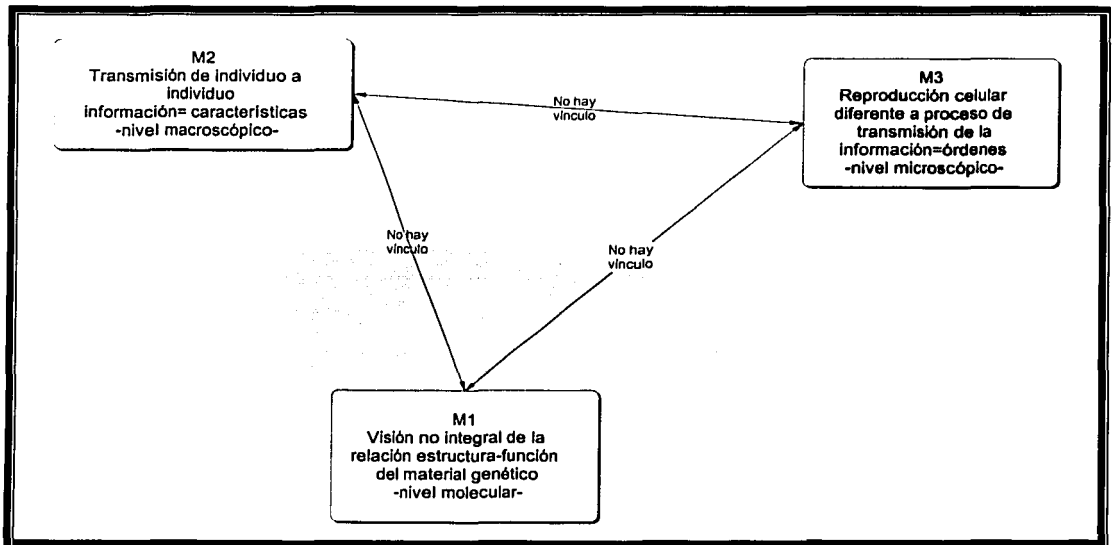 M2
Transmisión de individuo a
individuo
información= características
-nivel macroscópico-
No hay
vínculo
M3
Reproducción celular
diferente a proceso de
transmisión de la
información=órdenes
-nivel microscópico-
No hay
vínculo
No hay
vínculo
M1
Visión no integral de la
relación estructura-función
del material genético
-nivel molecular-